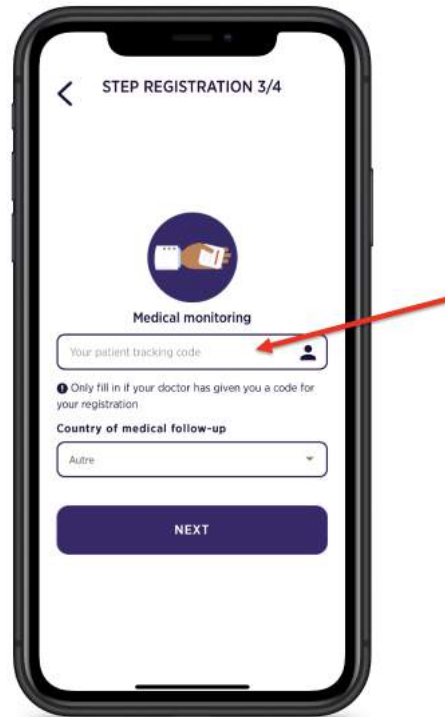 STEP REGISTRATION 3/4
Medical monitoring
Your patient tracking code
Only fill in if your doctor has given you a code for
your registration
Country of medical follow-up
Autre
NEXT